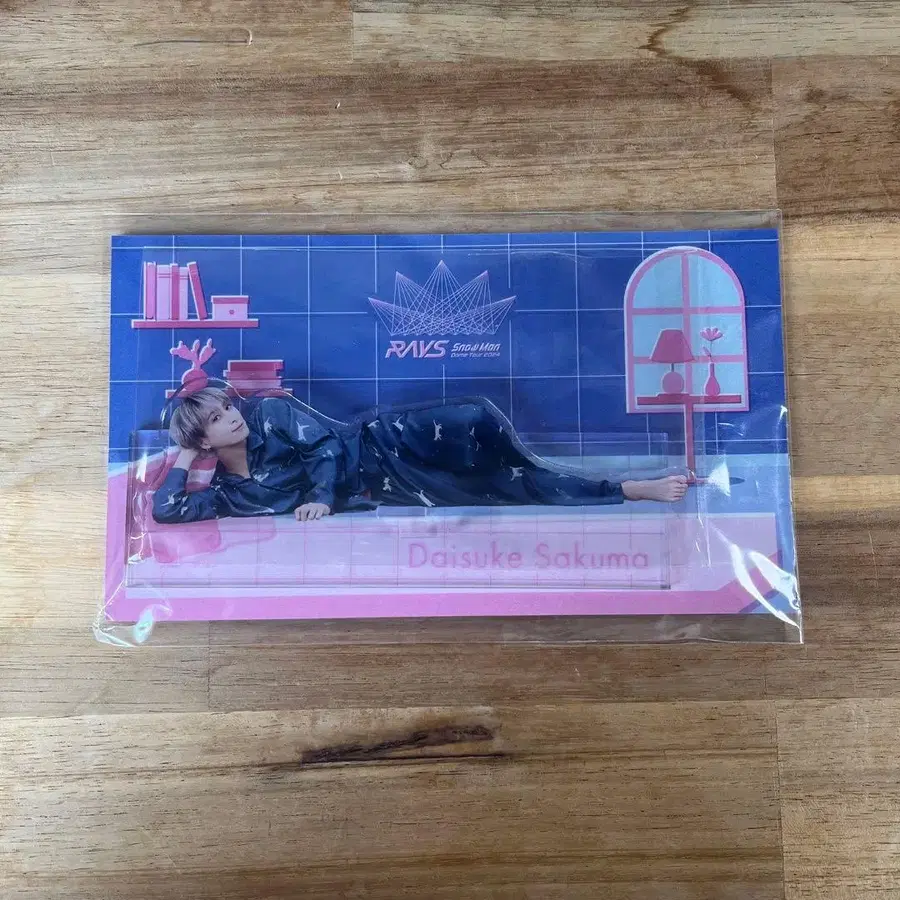 RAYS
Snow Man
Dome Tour 2024
Daisuke Sakuma